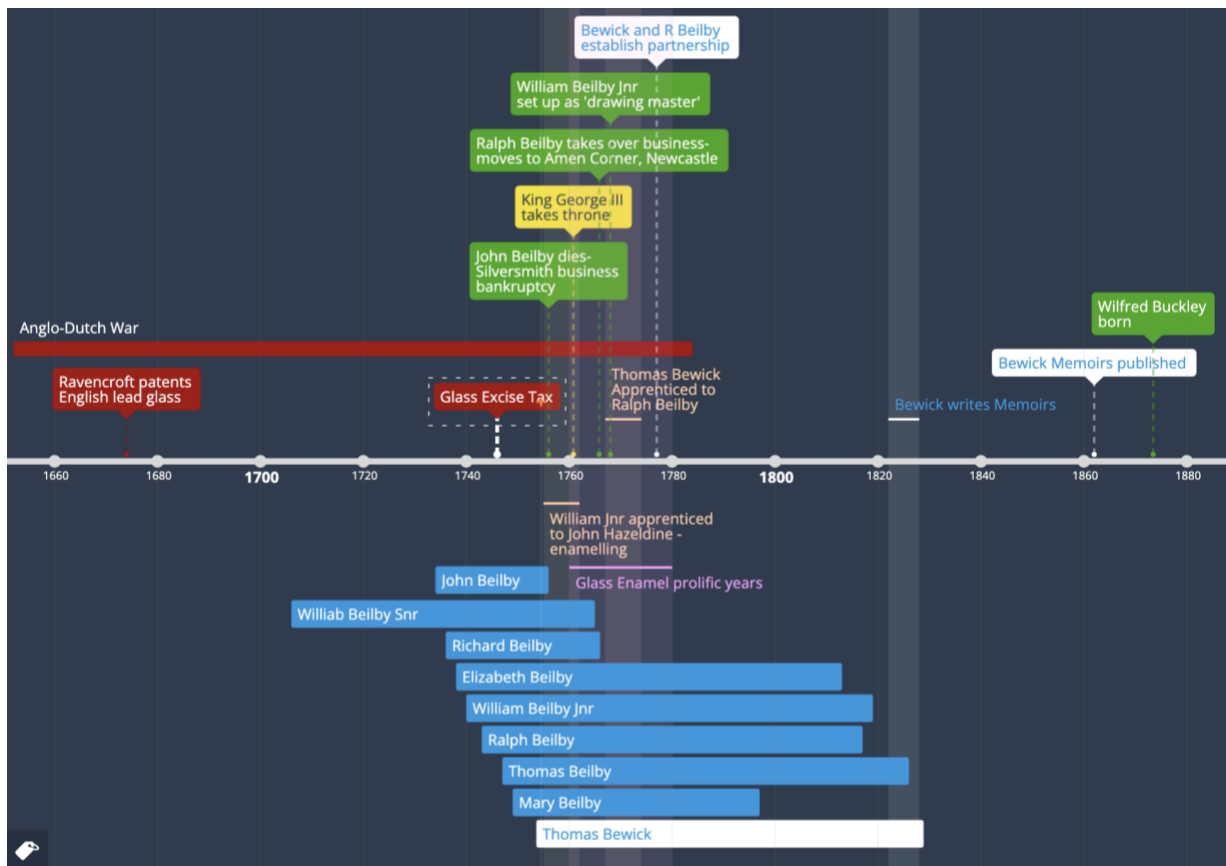 Bewick and R Beilby
establish partnership
William Beilby Jnr
set up as 'drawing master'
Ralph Beilby takes over business-
moves to Amen Corner, Newcastle
King George III
takes throne
John Beilby dies-
Silversmith business
bankruptcy
Wilfred Buckley
born
Anglo-Dutch War
Bewick Memoirs published
Ravencroft patents
English lead glass
Glass Excise Tax
Thomas Bewick
Apprenticed to
Ralph Beilby
Bewick writes Memoirs
1660 1680 1700 1720 1740 1760 1780 1800 1820 1840 1860 1880
William Jnr apprenticed
to John Hazeldine -
enamelling
John Beilby
Glass Enamel prolific years
Williab Beilby Snr
Richard Beilby
Elizabeth Beilby
William Beilby Jnr
Ralph Beilby
Thomas Beilby
Mary Beilby
Thomas Bewick